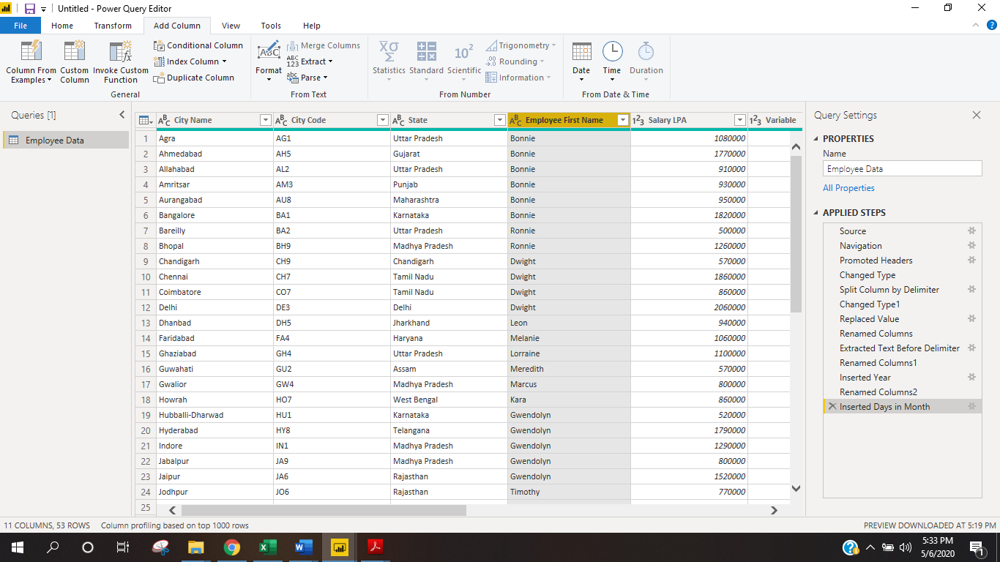 Untitled - Power Query Editor
File Home Transform Add Column View Tools Help
Column From Examples Custom Column Invoke Custom Function Conditional Column Index Column Duplicate Column
General
Format Merge Columns Extract Parse
From Text
Statistics Standard Scientific Trigonometry Rounding Information
From Number
Date Time Duration
From Date & Time
Queries [1]
Employee Data
City Name City Code State Employee First Name Salary LPA Variable
1 Agra AG1 Uttar Pradesh Bonnie 1080000
2 Ahmedabad AH5 Gujarat Bonnie 1770000
3 Allahabad AL2 Uttar Pradesh Bonnie 910000
4 Amritsar AM3 Punjab Bonnie 930000
5 Aurangabad AU8 Maharashtra Bonnie 950000
6 Bangalore BA1 Karnataka Bonnie 1820000
7 Bareilly BA2 Uttar Pradesh Ronnie 500000
8 Bhopal BH9 Madhya Pradesh Ronnie 1260000
9 Chandigarh CH9 Chandigarh Dwight 570000
10 Chennai CH7 Tamil Nadu Dwight 1860000
11 Coimbatore CO7 Tamil Nadu Dwight 860000
12 Delhi DE3 Delhi Dwight 2060000
13 Dhanbad DH5 Jharkhand Leon 940000
14 Faridabad FA4 Haryana Melanie 1060000
15 Ghaziabad GH4 Uttar Pradesh Lorraine 1100000
16 Guwahati GU2 Assam Meredith 570000
17 Gwalior GW4 Madhya Pradesh Marcus 800000
18 Howrah HO7 West Bengal Kara 860000
19 Hubballi-Dharwad HU1 Karnataka Gwendolyn 520000
20 Hyderabad HY8 Telangana Gwendolyn 1790000
21 Indore IN1 Madhya Pradesh Gwendolyn 1290000
22 Jabalpur JA9 Madhya Pradesh Gwendolyn 800000
23 Jaipur JA6 Rajasthan Gwendolyn 1520000
24 Jodhpur JO6 Rajasthan Timothy 770000
25
Query Settings
PROPERTIES
Name
Employee Data
All Properties
APPLIED STEPS
Source
Navigation
Promoted Headers
Changed Type
Split Column by Delimiter
Changed Type1
Replaced Value
Renamed Columns
Extracted Text Before Delimiter
Renamed Columns1
Inserted Year
Renamed Columns2
Inserted Days in Month
11 COLUMNS, 53 ROWS Column profiling based on top 1000 rows PREVIEW DOWNLOADED AT 5:19 PM
5:33 PM
5/6/2020
1